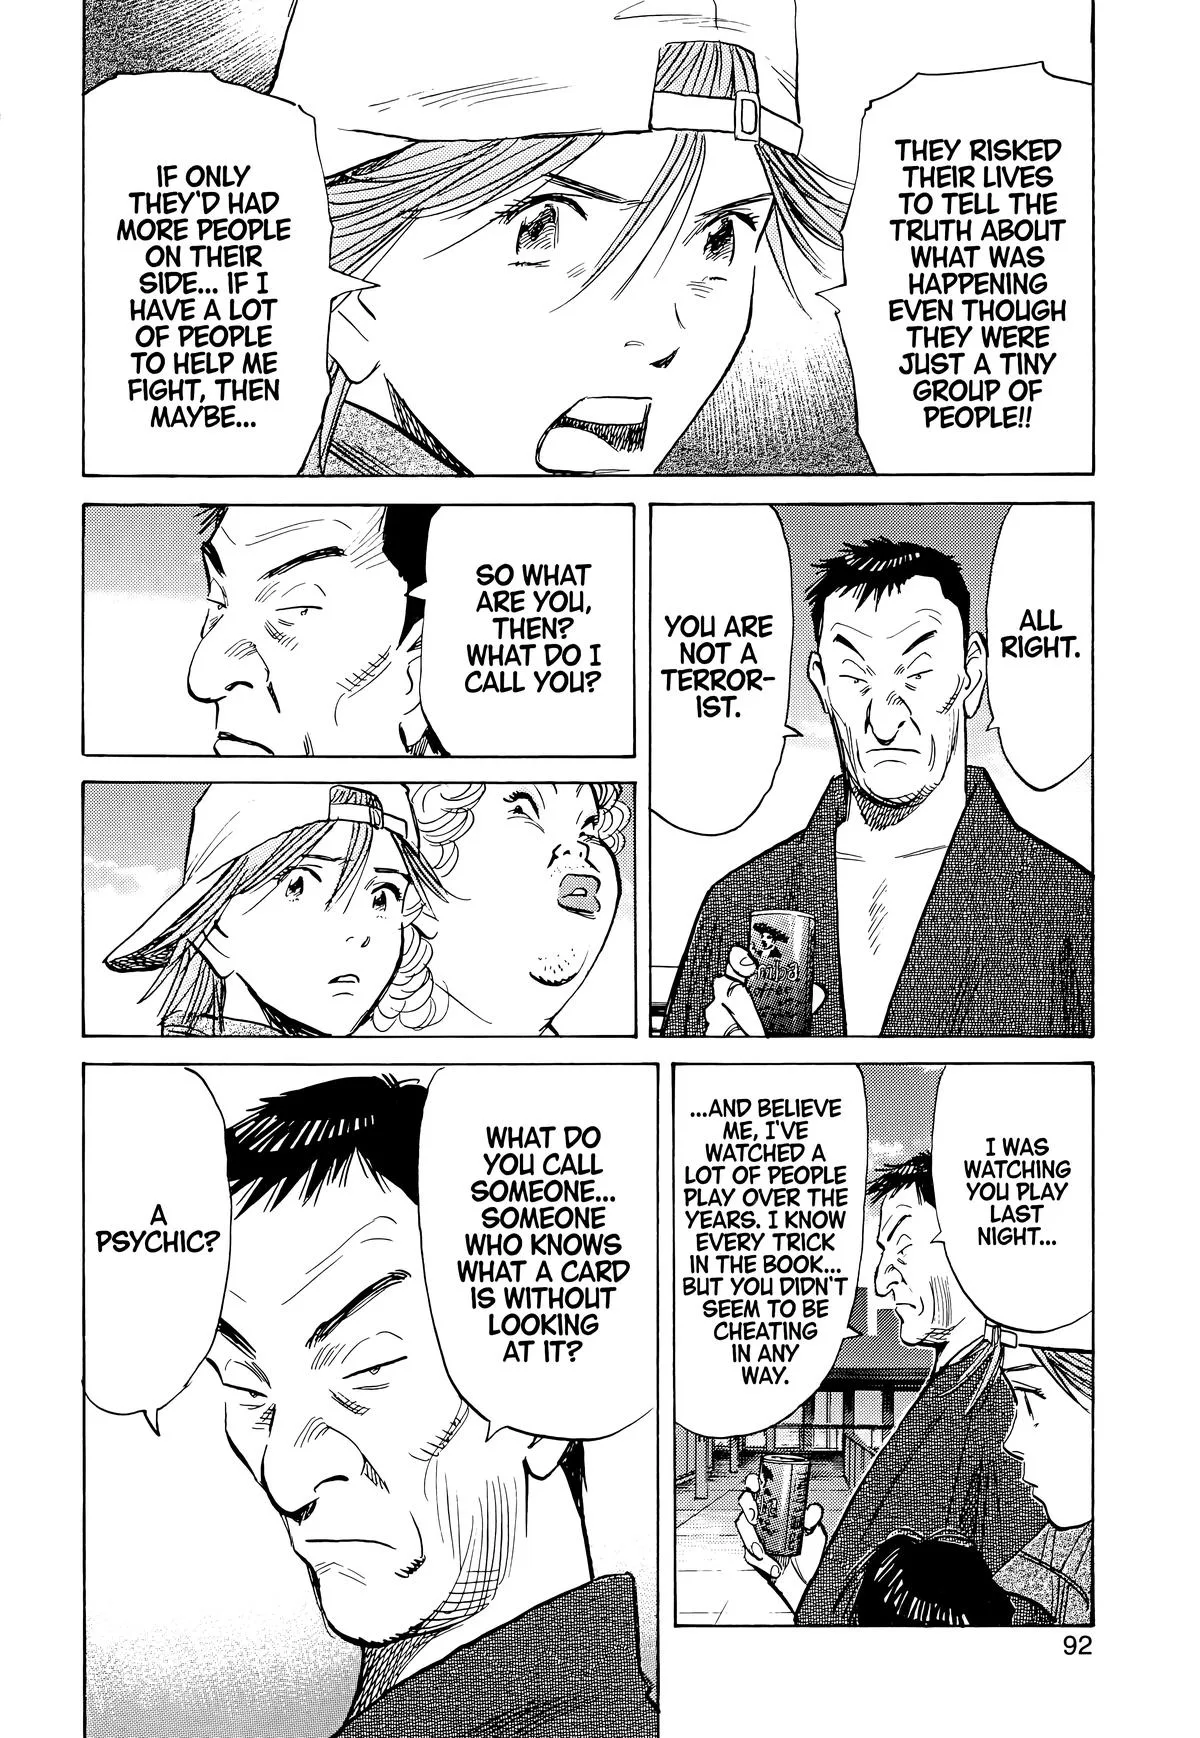 THEY RISKED
THEIR LIVES
TO TELL THE
TRUTH ABOUT
WHAT WAS
HAPPENING
EVEN THOUGH
THEY WERE
JUST A TINY
GROUP OF
PEOPLE!!
IF ONLY
THEY'D HAD
MORE PEOPLE
ON THEIR
SIDE... IF I
HAVE A LOT
OF PEOPLE
TO HELP ME
FIGHT, THEN
MAYBE...
ALL
RIGHT.
YOU ARE
NOT A
TERROR-
IST.
SO WHAT
ARE YOU,
THEN?
WHAT DO I
CALL YOU?
I WAS
WATCHING
YOU PLAY
LAST
NIGHT...
...AND BELIEVE
ME, I'VE
WATCHED A
LOT OF PEOPLE
PLAY OVER THE
YEARS. I KNOW
EVERY TRICK
IN THE BOOK...
BUT YOU DIDN'T
SEEM TO BE
CHEATING
IN ANY
WAY.
WHAT DO
YOU CALL
SOMEONE...
SOMEONE
WHO KNOWS
WHAT A CARD
IS WITHOUT
LOOKING
AT IT?
A
PSYCHIC?
92